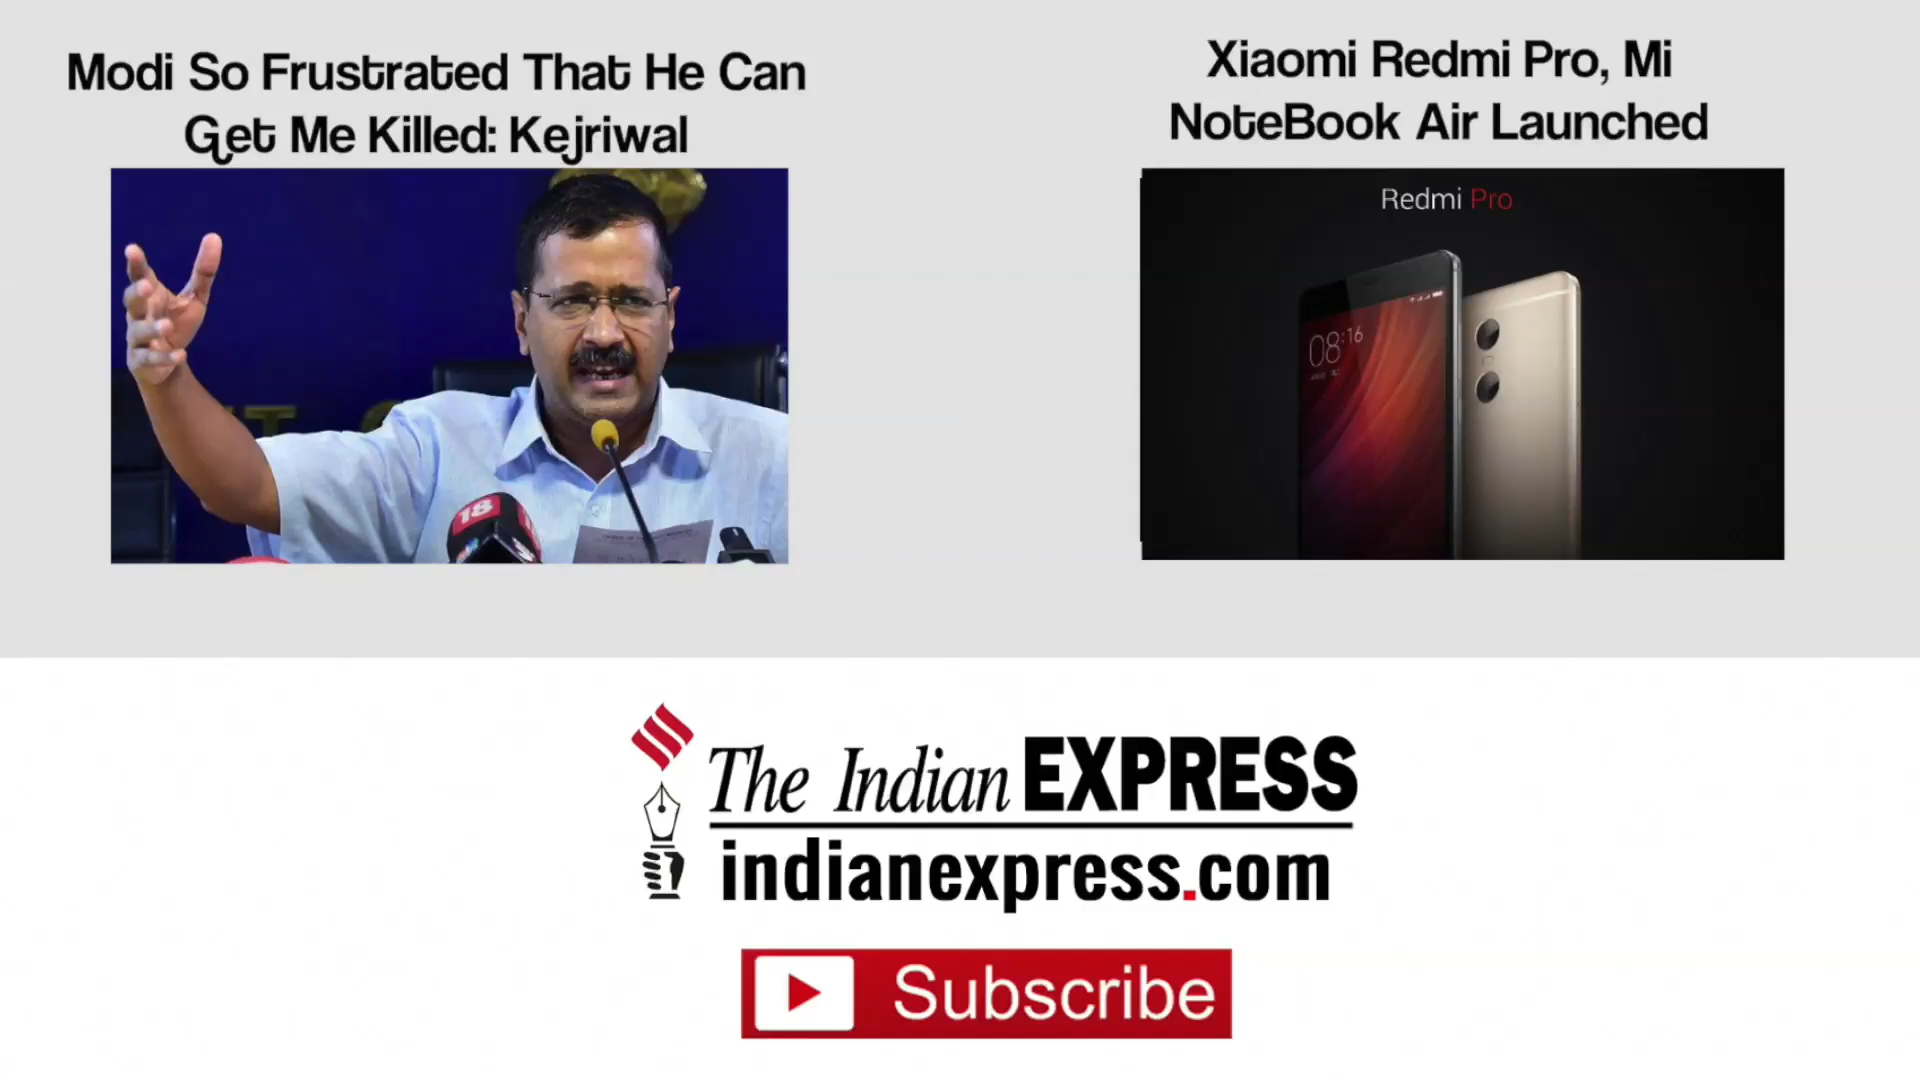 Modi So Frustrated That He Can
Get Me Killed: Kejriwal
18
Xiaomi Redmi Pro, Mi
NoteBook Air Launched
Redmi Pro
08:16
The Indian EXPRESS
indianexpress.com
Subscribe